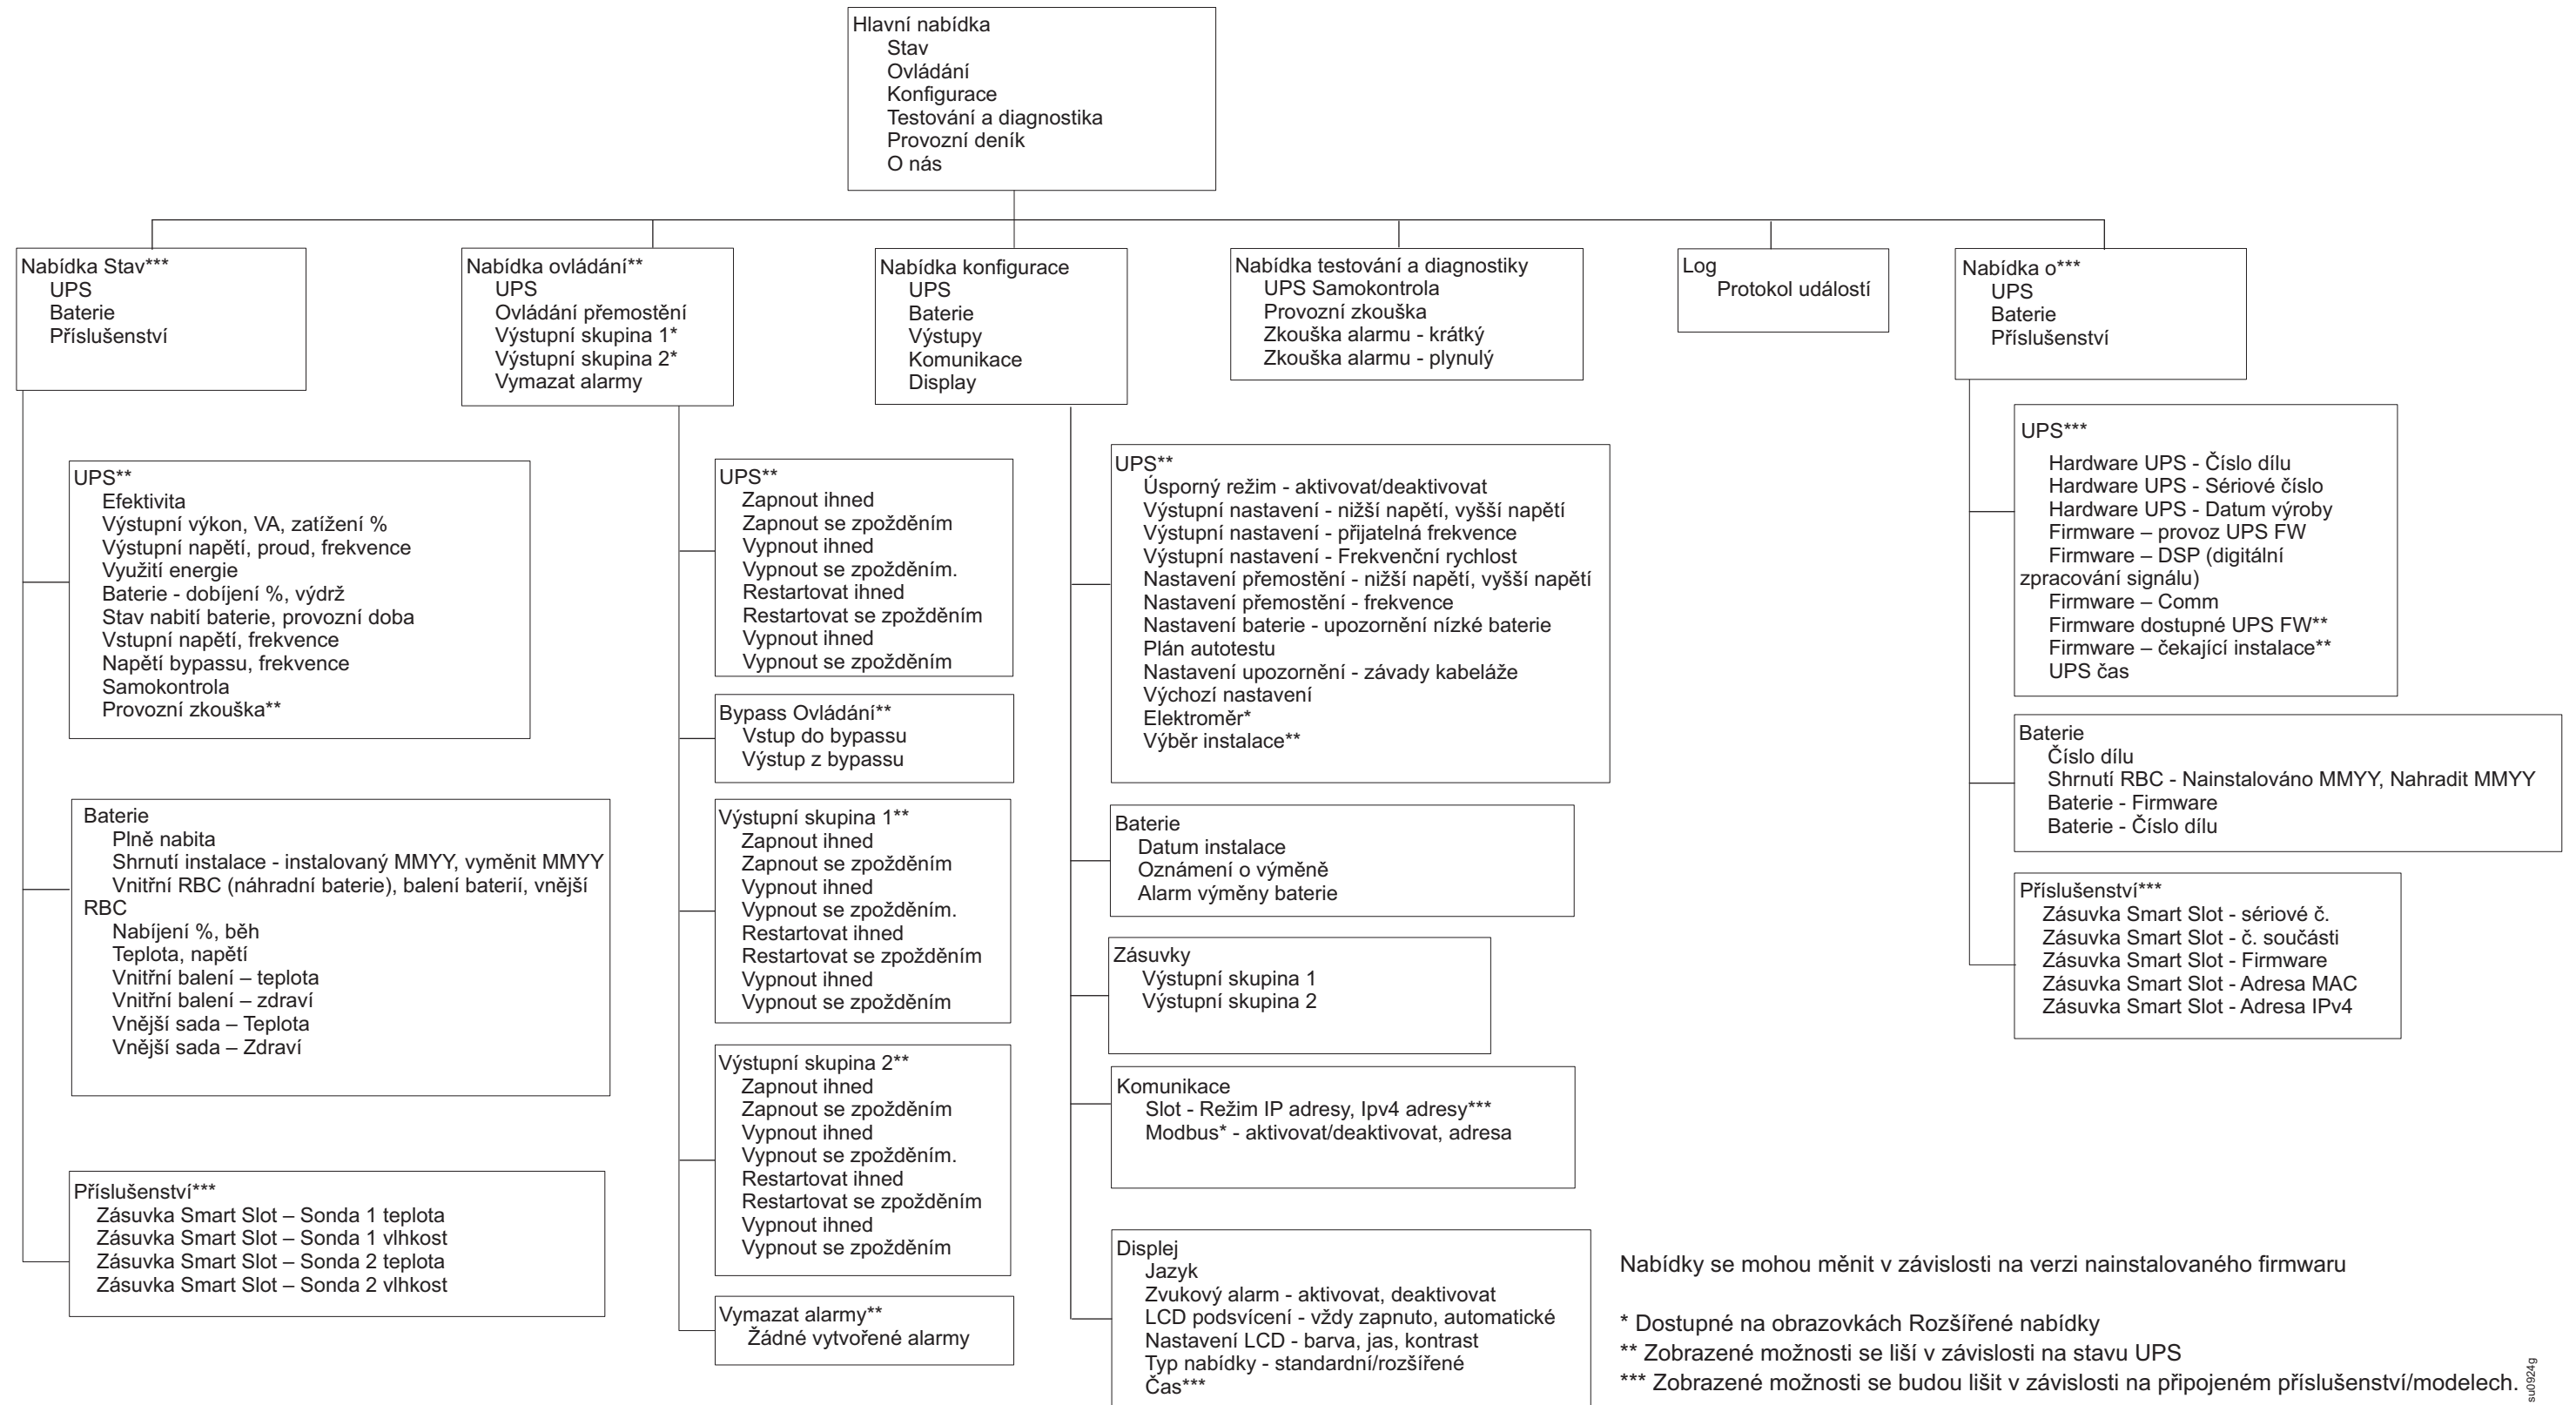 Hlavní nabídka
Stav
Ovládání
Konfigurace
Testování a diagnostika
Provozní deník
O nás
Nabídka Stav***
UPS
Baterie
Příslušenství
UPS**
Efektivita
Výstupní výkon, VA, zatížení %
Výstupní napětí, proud, frekvence
Využití energie
Baterie - dobíjení %, výdrž
Stav nabití baterie, provozní doba
Vstupní napětí, frekvence
Napětí bypassu, frekvence
Samokontrola
Provozní zkouška**
Baterie
Plně nabita
Shrnutí instalace - instalovaný MMYY, vyměnit MMYY
Vnitřní RBC (náhradní baterie), balení baterií, vnější
RBC
Nabíjení %, běh
Teplota, napětí
Vnitřní balení – teplota
Vnitřní balení – zdraví
Vnější sada – Teplota
Vnější sada – Zdraví
Příslušenství***
Zásuvka Smart Slot – Sonda 1 teplota
Zásuvka Smart Slot – Sonda 1 vlhkost
Zásuvka Smart Slot – Sonda 2 teplota
Zásuvka Smart Slot – Sonda 2 vlhkost
Nabídka ovládání**
UPS
Ovládání přemostění
Výstupní skupina 1*
Výstupní skupina 2*
Vymazat alarmy
UPS**
Zapnout ihned
Zapnout se zpožděním
Vypnout ihned
Vypnout se zpožděním.
Restartovat ihned
Restartovat se zpožděním
Vypnout ihned
Vypnout se zpožděním
Bypass Ovládání**
Vstup do bypassu
Výstup z bypassu
Výstupní skupina 1**
Zapnout ihned
Zapnout se zpožděním
Vypnout ihned
Vypnout se zpožděním.
Restartovat ihned
Restartovat se zpožděním
Vypnout ihned
Vypnout se zpožděním
Výstupní skupina 2**
Zapnout ihned
Zapnout se zpožděním
Vypnout ihned
Vypnout se zpožděním.
Restartovat ihned
Restartovat se zpožděním
Vypnout ihned
Vypnout se zpožděním
Vymazat alarmy**
Žádné vytvořené alarmy
Nabídka konfigurace
UPS
Baterie
Výstupy
Komunikace
Display
UPS**
Úsporný režim - aktivovat/deaktivovat
Výstupní nastavení - nižší napětí, vyšší napětí
Výstupní nastavení - přijatelná frekvence
Výstupní nastavení - Frekvenční rychlost
Nastavení přemostění - nižší napětí, vyšší napětí
Nastavení přemostění - frekvence
Nastavení baterie - upozornění nízké baterie
Plán autotestu
Nastavení upozornění - závady kabeláže
Výchozí nastavení
Elektroměr*
Výběr instalace**
Baterie
Datum instalace
Oznámení o výměně
Alarm výměny baterie
Zásuvky
Výstupní skupina 1
Výstupní skupina 2
Komunikace
Slot - Režim IP adresy, Ipv4 adresy***
Modbus* - aktivovat/deaktivovat, adresa
Displej
Jazyk
Zvukový alarm - aktivovat, deaktivovat
LCD podsvícení - vždy zapnuto, automatické
Nastavení LCD - barva, jas, kontrast
Typ nabídky - standardní/rozšířené
Čas***
Nabídka testování a diagnostiky
UPS Samokontrola
Provozní zkouška
Zkouška alarmu - krátký
Zkouška alarmu - plynulý
Log
Protokol událostí
Nabídka o***
UPS
Baterie
Příslušenství
UPS***
Hardware UPS - Číslo dílu
Hardware UPS - Sériové číslo
Hardware UPS - Datum výroby
Firmware – provoz UPS FW
Firmware – DSP (digitální
zpracování signálu)
Firmware – Comm
Firmware dostupné UPS FW**
Firmware – čekající instalace**
UPS čas
Baterie
Číslo dílu
Shrnutí RBC - Nainstalováno MMYY, Nahradit MMYY
Baterie - Firmware
Baterie - Číslo dílu
Příslušenství***
Zásuvka Smart Slot - sériové č.
Zásuvka Smart Slot - č. součásti
Zásuvka Smart Slot - Firmware
Zásuvka Smart Slot - Adresa MAC
Zásuvka Smart Slot - Adresa IPv4
Nabídky se mohou měnit v závislosti na verzi nainstalovaného firmwaru
* Dostupné na obrazovkách Rozšířené nabídky
** Zobrazené možnosti se liší v závislosti na stavu UPS
*** Zobrazené možnosti se budou lišit v závislosti na připojeném příslušenství/modelech.
su0924g